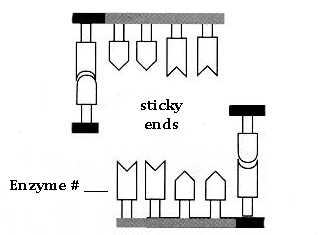 sticky
ends
Enzyme # ___